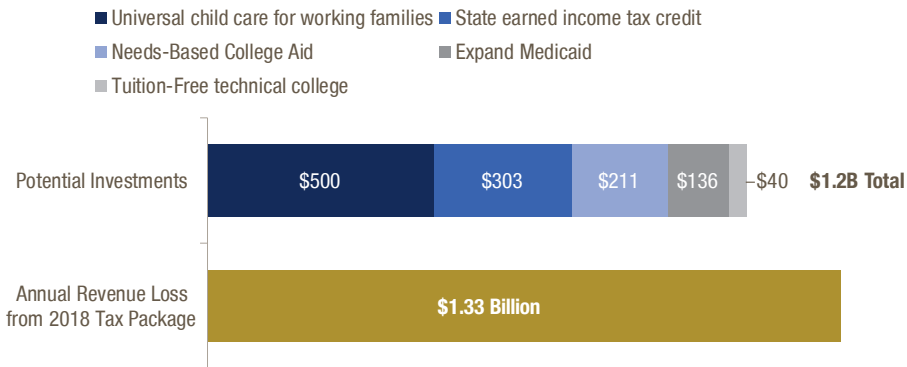 Universal child care for working families
State earned income tax credit
Needs-Based College Aid
Expand Medicaid
Tuition-Free technical college
Potential Investments
$500
$303
$211
$136
$40
$1.2B Total
Annual Revenue Loss
from 2018 Tax Package
$1.33 Billion